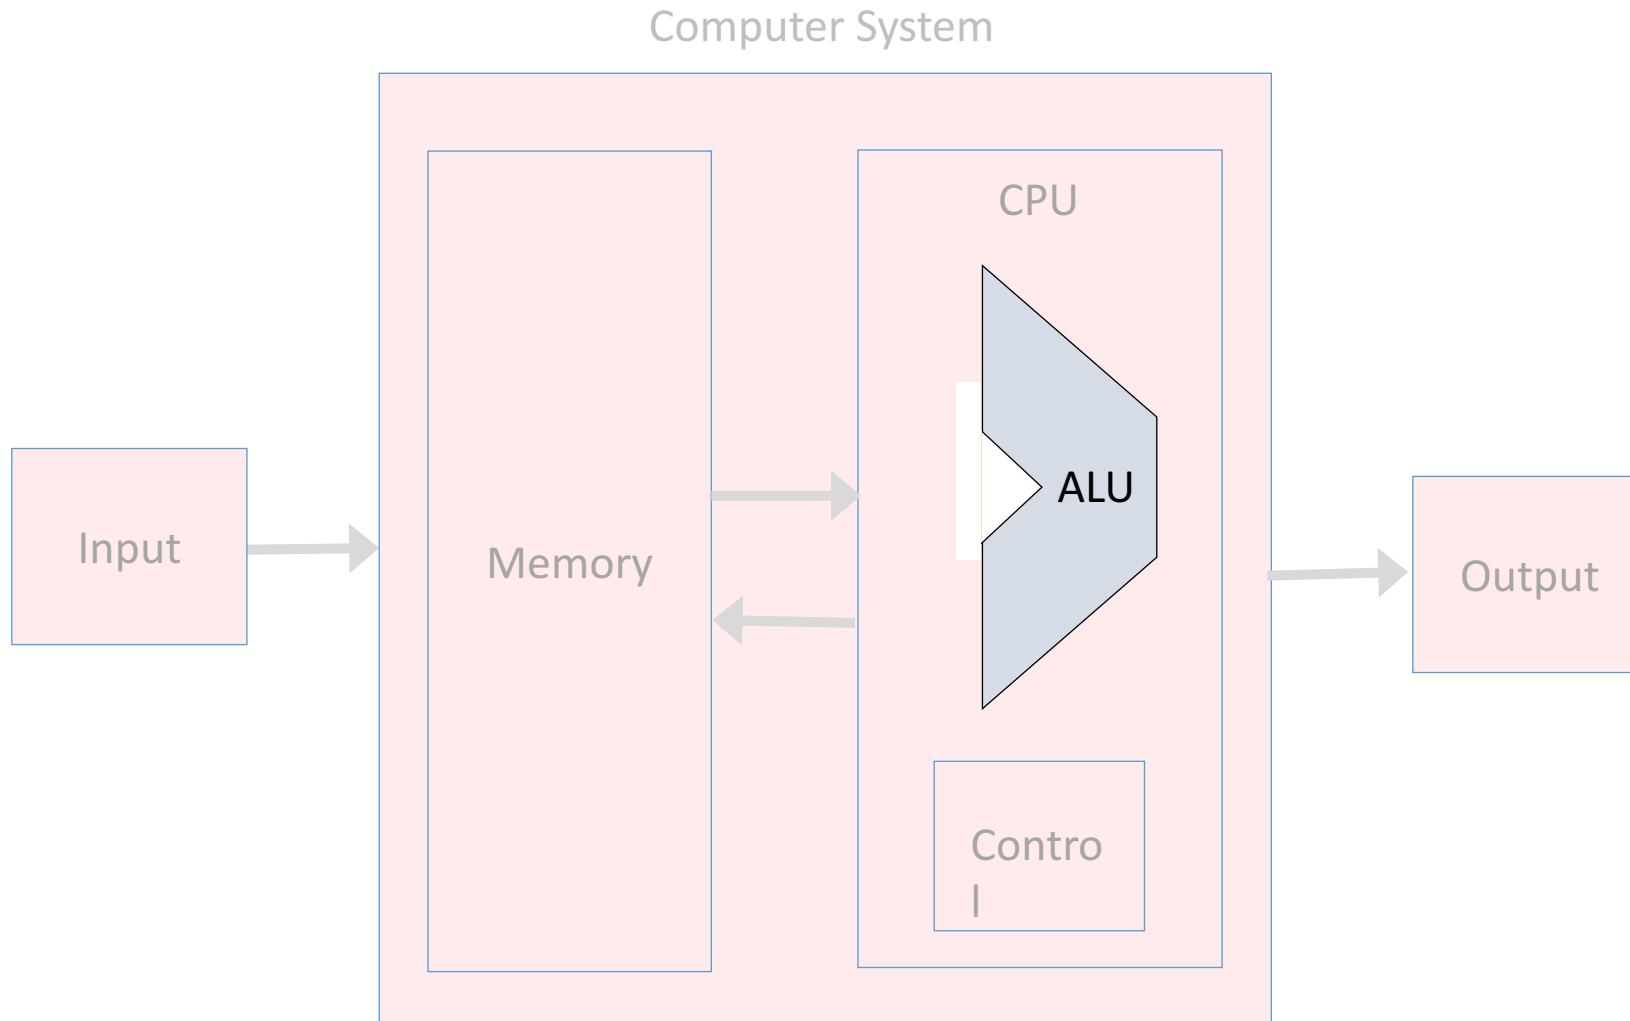 Computer System
CPU
ALU
Input
Memory
Output
Contro
l